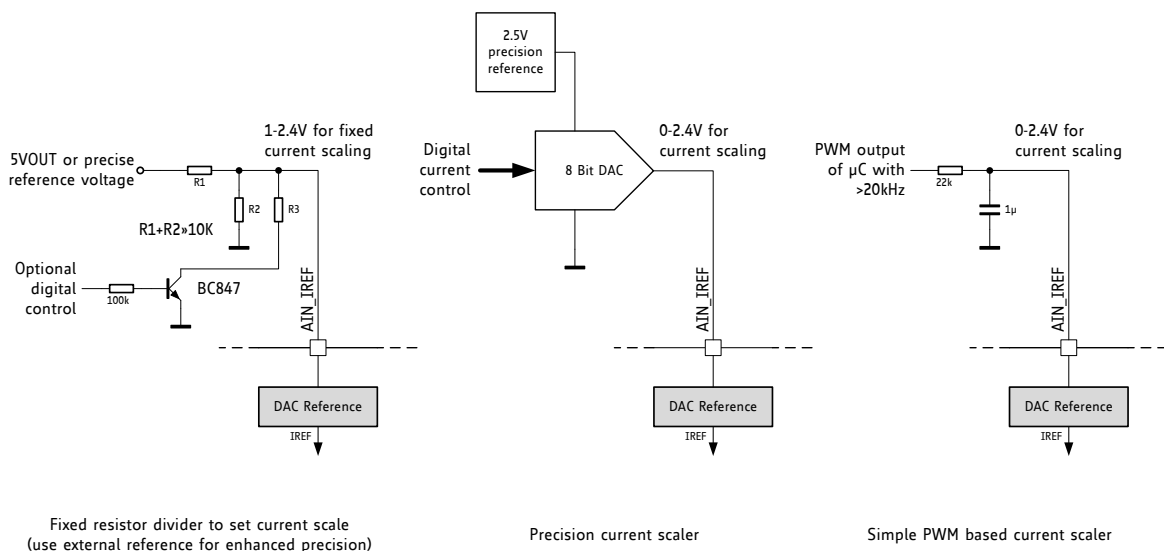 2.5V
precision
reference
1-2.4V for fixed
current scaling
5VOUT or precise
reference voltage
R1
R2
R3
R1+R2»10K
Optional
digital
control
100k
BC847
AIN_IREF
DAC Reference
IREF
Digital
current
control
8 Bit DAC
0-2.4V for
current scaling
AIN_IREF
DAC Reference
IREF
PWM output
of µC with
>20kHz
22k
0-2.4V for
current scaling
1µ
AIN_IREF
DAC Reference
IREF
Fixed resistor divider to set current scale
(use external reference for enhanced precision)
Precision current scaler
Simple PWM based current scaler